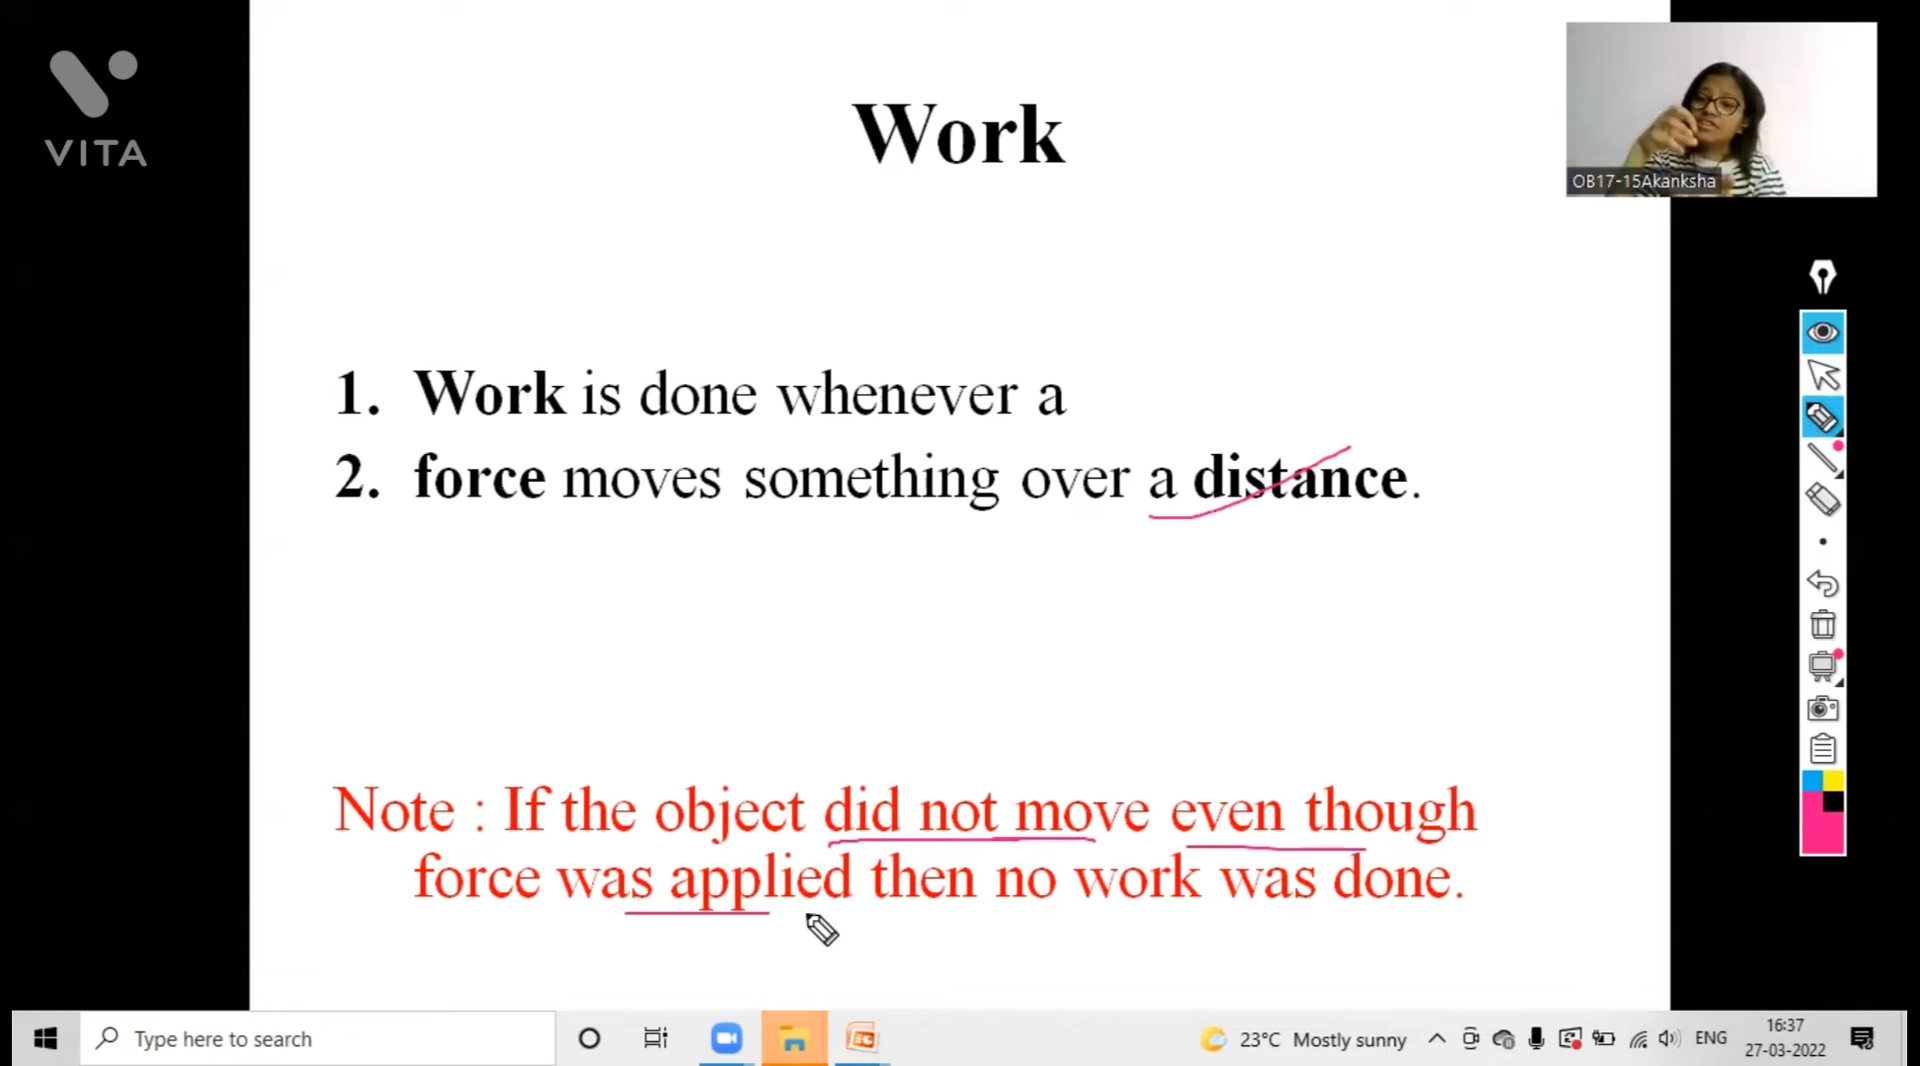 VITA
Work
OB17-15Akanksha
1. Work is done whenever a
2. force moves something over a distance.
Note : If the object did not move even though
force was applied then no work was done.
Type here to search
23°C Mostly sunny
ENG
16:37
27-03-2022